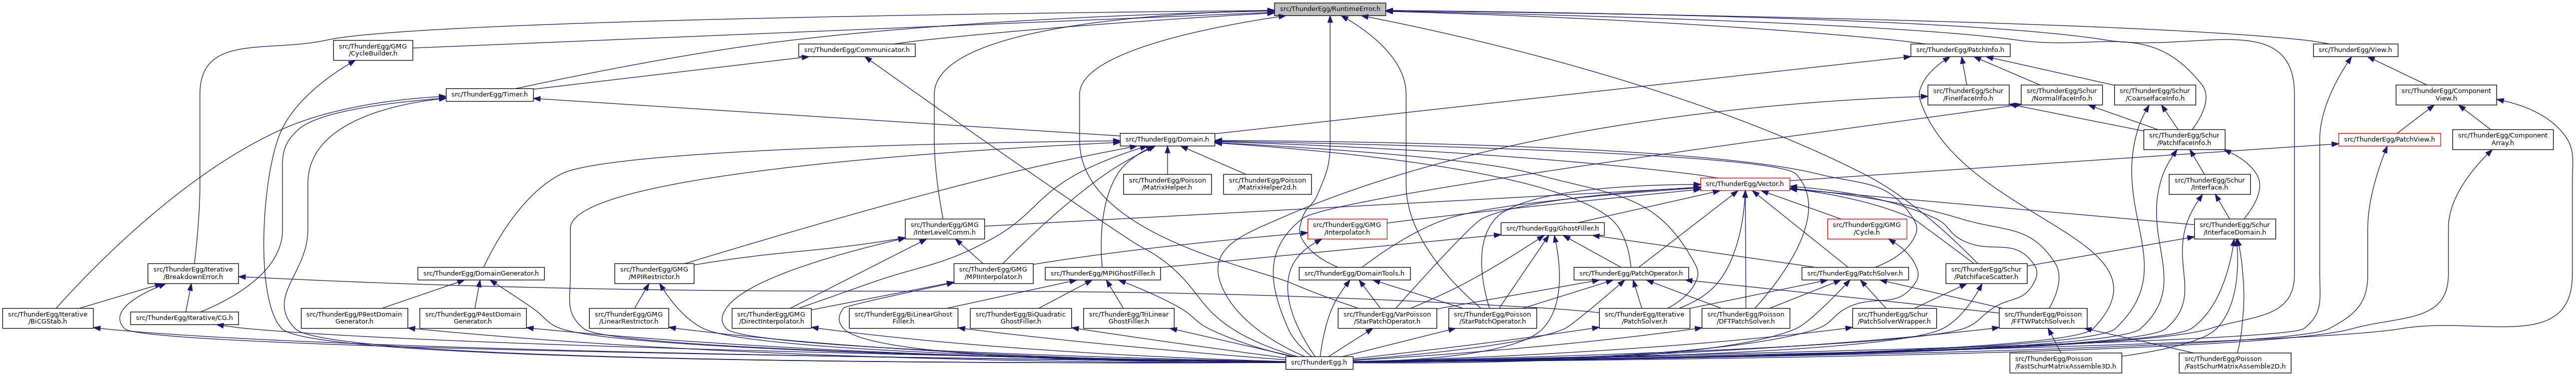 src/ThunderEgg/RuntimeError.h
src/ThunderEgg/GMG
/CycleBuilder.h
src/ThunderEgg/Communicator.h
src/ThunderEgg/PatchInfo.h
src/ThunderEgg/View.h
src/ThunderEgg/Timer.h
src/ThunderEgg/Schur
/FineIfaceInfo.h
src/ThunderEgg/Schur
/NormalIfaceInfo.h
src/ThunderEgg/Schur
/CoarseIfaceInfo.h
src/ThunderEgg/Component
View.h
src/ThunderEgg/Domain.h
src/ThunderEgg/Schur
/PatchIfaceInfo.h
src/ThunderEgg/PatchView.h
src/ThunderEgg/Component
Array.h
src/ThunderEgg/Poisson
/MatrixHelper.h
src/ThunderEgg/Poisson
/MatrixHelper2d.h
src/ThunderEgg/Vector.h
src/ThunderEgg/Schur
/Interface.h
src/ThunderEgg/GMG
/InterLevelComm.h
src/ThunderEgg/GMG
/Interpolator.h
src/ThunderEgg/GhostFiller.h
src/ThunderEgg/GMG
/Cycle.h
src/ThunderEgg/Schur
/InterfaceDomain.h
src/ThunderEgg/Iterative
/BreakdownError.h
src/ThunderEgg/DomainGenerator.h
src/ThunderEgg/GMG
/MPIRestrictor.h
src/ThunderEgg/GMG
/MPIInterpolator.h
src/ThunderEgg/MPIGhostFiller.h
src/ThunderEgg/DomainTools.h
src/ThunderEgg/PatchOperator.h
src/ThunderEgg/PatchSolver.h
src/ThunderEgg/Schur
/PatchIfaceScatter.h
src/ThunderEgg/Iterative
/BiCGStab.h
src/ThunderEgg/Iterative/CG.h
src/ThunderEgg/P8estDomain
Generator.h
src/ThunderEgg/P4estDomain
Generator.h
src/ThunderEgg/GMG
/LinearRestrictor.h
src/ThunderEgg/GMG
/DirectInterpolator.h
src/ThunderEgg/BiLinearGhost
Filler.h
src/ThunderEgg/BiQuadratic
GhostFiller.h
src/ThunderEgg/TriLinear
GhostFiller.h
src/ThunderEgg/VarPoisson
/StarPatchOperator.h
src/ThunderEgg/Poisson
/StarPatchOperator.h
src/ThunderEgg/Iterative
/PatchSolver.h
src/ThunderEgg/Poisson
/DFTPatchSolver.h
src/ThunderEgg/Schur
/PatchSolverWrapper.h
src/ThunderEgg/Poisson
/FFTWPatchSolver.h
src/ThunderEgg.h
src/ThunderEgg/Poisson
/FastSchurMatrixAssemble3D.h
src/ThunderEgg/Poisson
/FastSchurMatrixAssemble2D.h